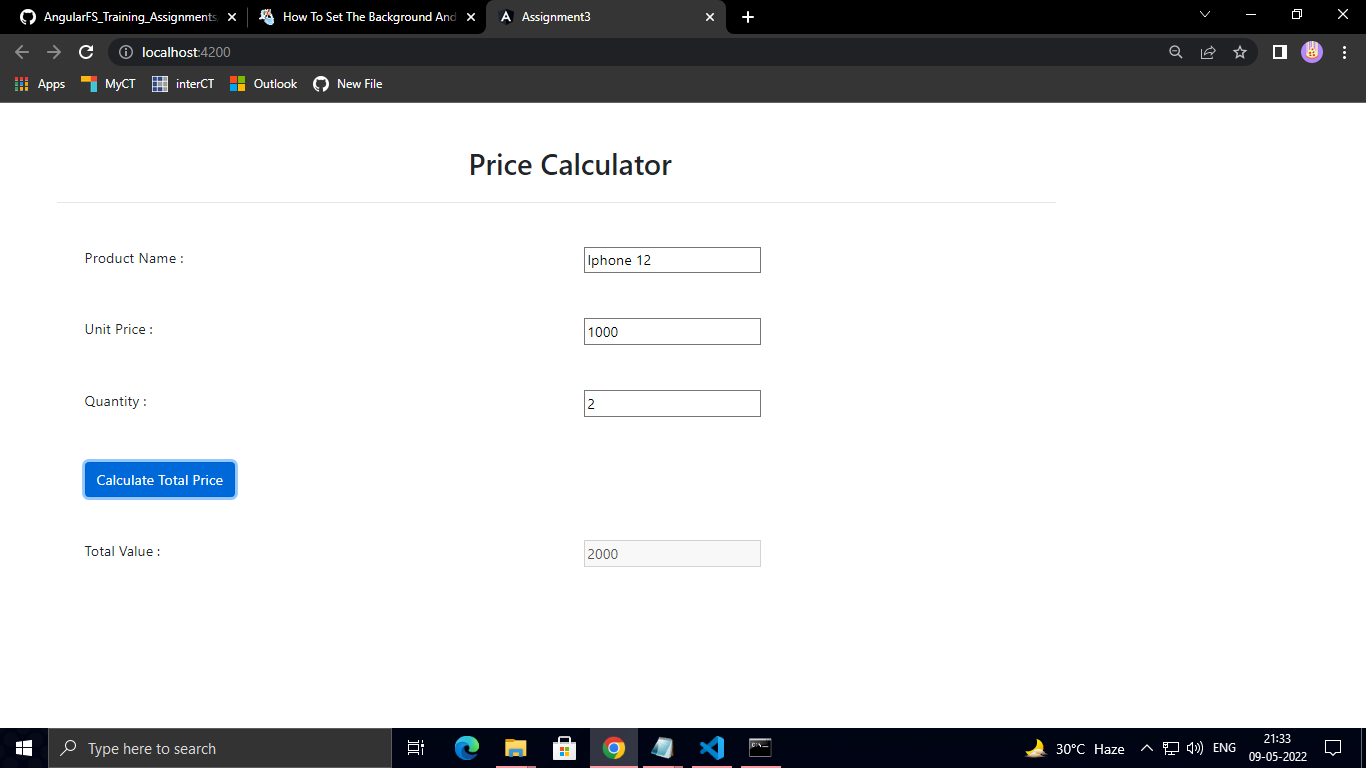 AngularFS_Training_Assignments
How To Set The Background And
Assignment3
localhost:4200
Apps
MyCT
interCT
Outlook
New File
Price Calculator
Product Name :
Iphone 12
Unit Price :
1000
Quantity :
2
Calculate Total Price
Total Value :
2000
Type here to search
30°C Haze
ENG
21:33
09-05-2022